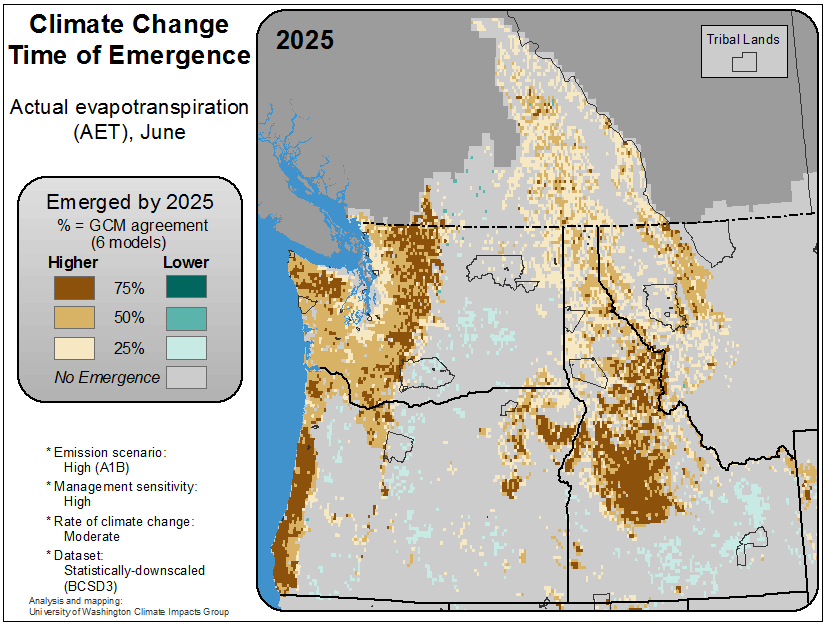 Climate Change
Time of Emergence
Actual evapotranspiration
(AET), June
Emerged by 2025
% = GCM agreement
(6 models)
Higher Lower
75%
50%
25%
No Emergence
* Emission scenario:
High (A1B)
* Management sensitivity:
High
* Rate of climate change:
Moderate
* Dataset:
Statistically-downscaled
(BCSD3)
Analysis and mapping:
University of Washington Climate Impacts Group
2025
Tribal Lands